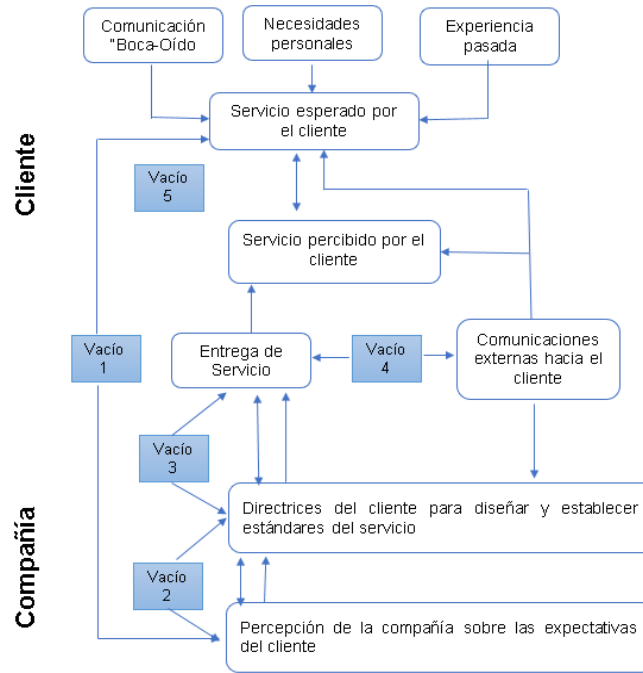 Comunicación
"Boca-Oído
Necesidades
personales
Experiencia
pasada
Servicio esperado por
el cliente
Cliente
Vacío
5
Servicio percibido por el
cliente
Vacío
1
Entrega de
Servicio
Vacío
4
Comunicaciones
externas hacia el
cliente
Vacío
3
Compañía
Directrices del cliente para diseñar y establecer
estándares del servicio
Vacío
2
Percepción de la compañía sobre las expectativas
del cliente